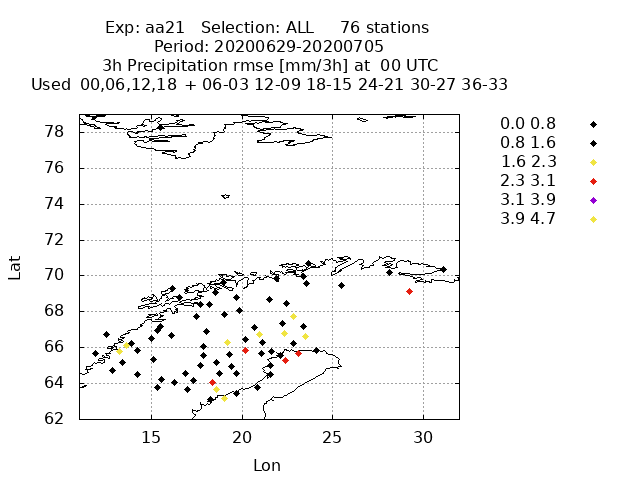 Exp: aa21 Selection: ALL 76 stations
Period: 20200629-20200705
3h Precipitation rmse [mm/3h] at 00 UTC
Used 00,06,12,18 + 06-03 12-09 18-15 24-21 30-27 36-33
0.0 0.8
0.8 1.6
1.6 2.3
2.3 3.1
3.1 3.9
3.9 4.7
78
76
74
72
70
68
66
64
62
Lat
15 20 25 30
Lon